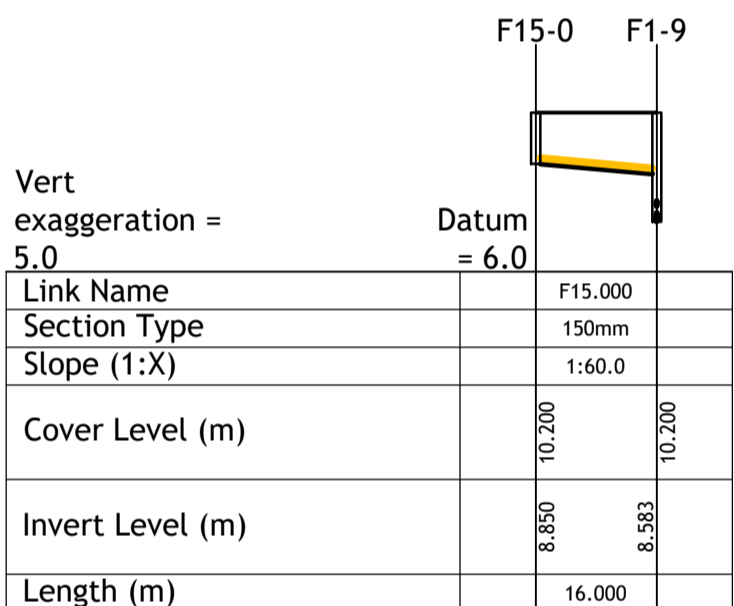 F15-0 F1-9
Vert
exaggeration =
5.0
Datum
= 6.0
Link Name F15.000
Section Type 150mm
Slope (1:X) 1:60.0
Cover Level (m) 10.200 10.200
Invert Level (m) 8.850 8.583
Length (m) 16.000